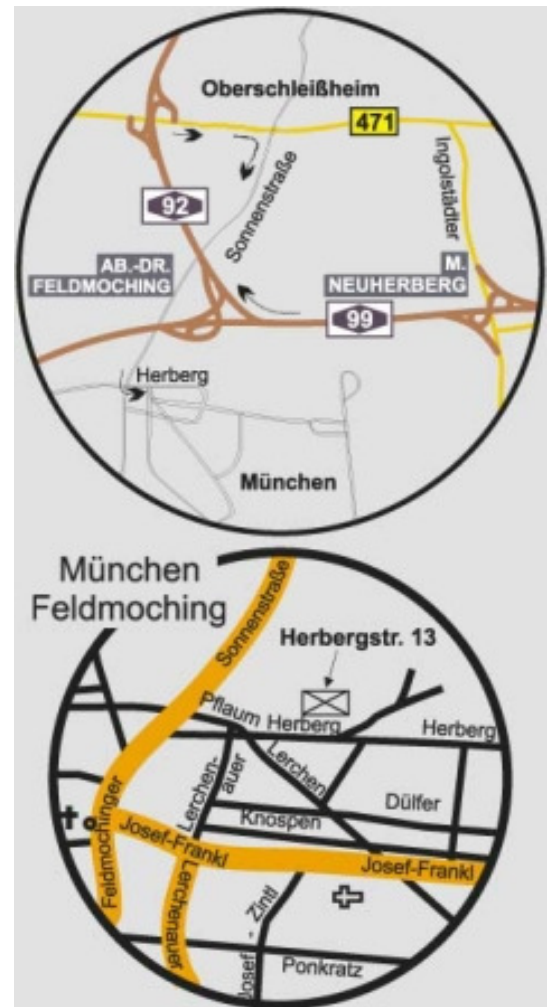 Oberschleißheim
471
Ingolstädter
92
Sonnenstraße
AB.-DR.
FELDMOCHING
M.
NEUHERBERG
99
Herberg
München
München
Feldmoching
Sonnenstraße
Herbergstr. 13
Pflaum
Herberg
Herberg
Lerchen-
auer
Lerchen
Dülfer
Knospen
Feldmochinger
Josef-Frankl
Josef-Frankl
Lerchenauer
Josef - Zintl
Ponkratz